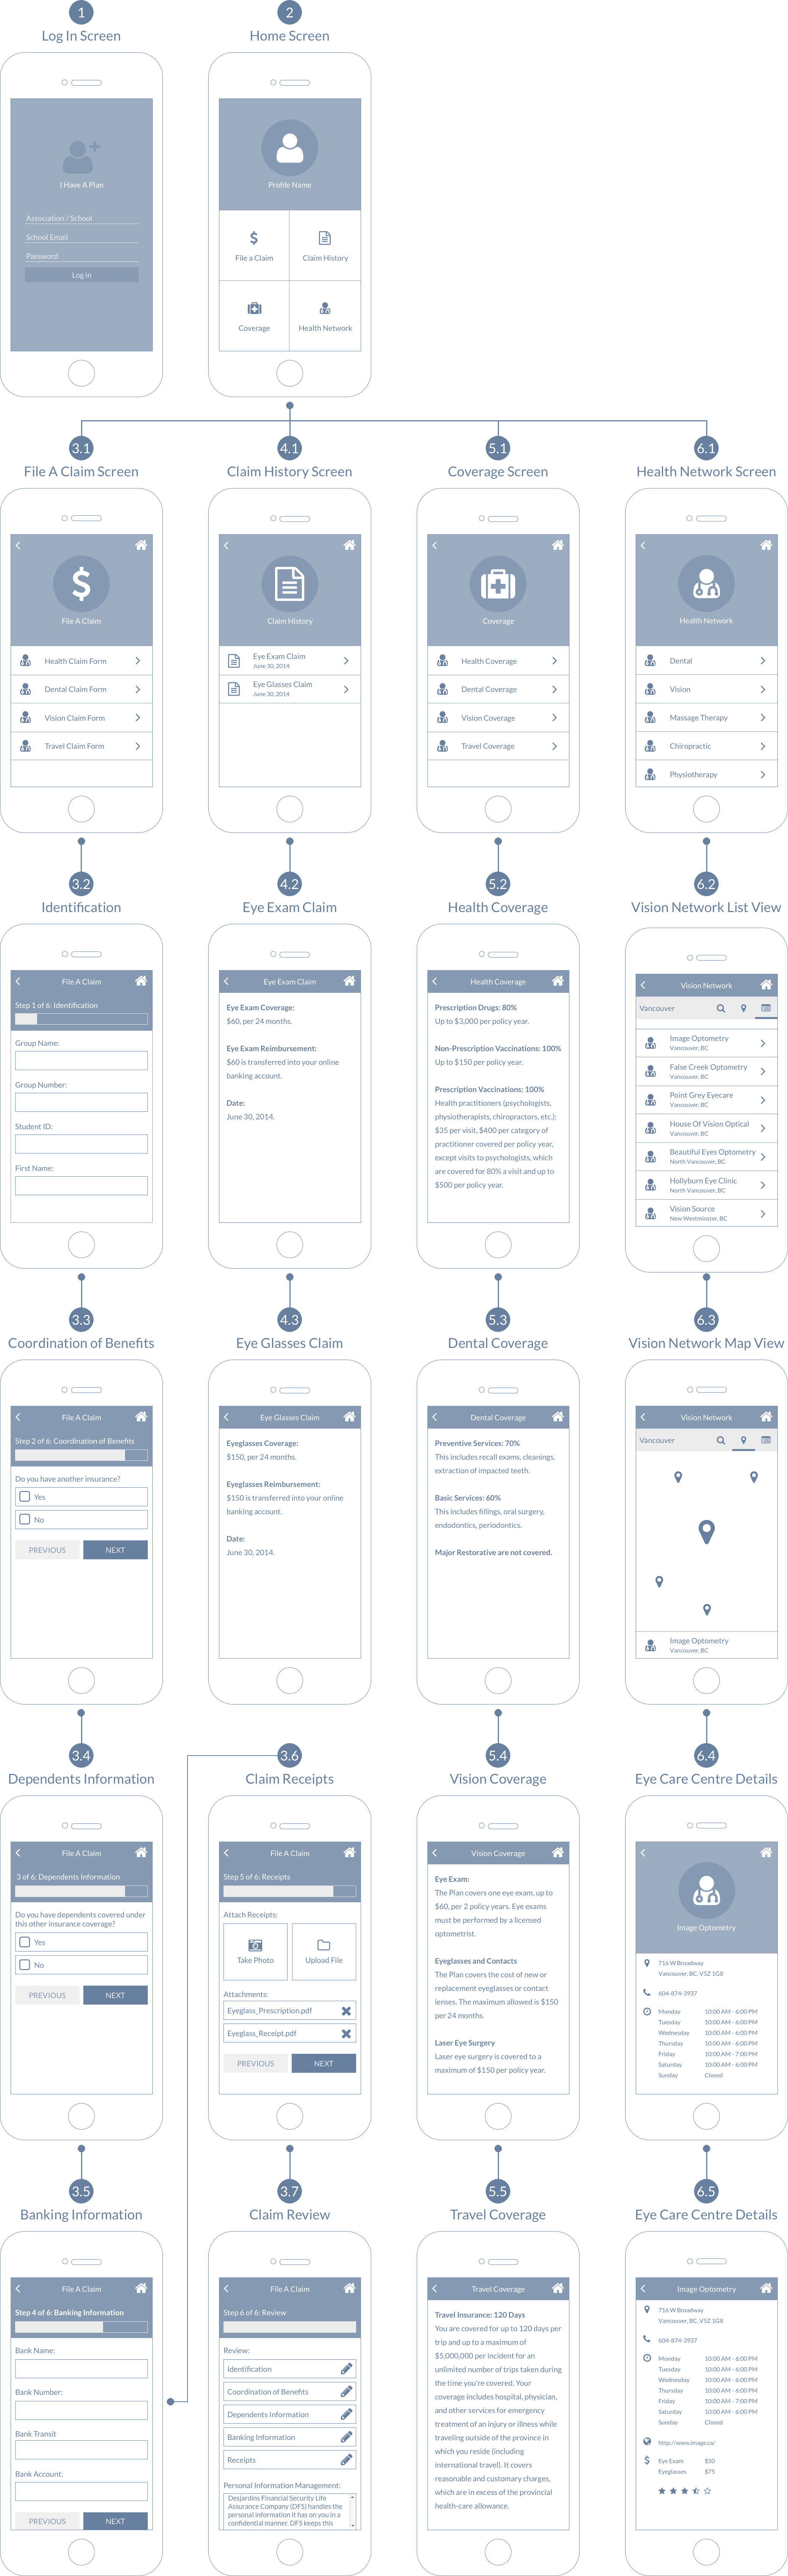 1
Log In Screen
I Have A Plan
Association / School
School Email
Password
Log in
2
Home Screen
Profile Name
File a Claim
Claim History
Coverage
Health Network
3.1
File A Claim Screen
File A Claim
Health Claim Form
Dental Claim Form
Vision Claim Form
Travel Claim Form
4.1
Claim History Screen
Claim History
Eye Exam Claim
June 30, 2014
Eye Glasses Claim
June 30, 2014
5.1
Coverage Screen
Coverage
Health Coverage
Dental Coverage
Vision Coverage
Travel Coverage
6.1
Health Network Screen
Health Network
Dental
Vision
Massage Therapy
Chiropractic
Physiotherapy
3.2
Identification
File A Claim
Step 1 of 6: Identification
Group Name:
Group Number:
Student ID:
First Name:
4.2
Eye Exam Claim
Eye Exam Claim
Eye Exam Coverage:
$60, per 24 months.
Eye Exam Reimbursement:
$60 is transferred into your online
banking account.
Date:
June 30, 2014.
5.2
Health Coverage
Health Coverage
Prescription Drugs: 80%
Up to $3,000 per policy year.
Non-Prescription Vaccinations: 100%
Up to $150 per policy year.
Prescription Vaccinations: 100%
Health practitioners (psychologists,
physiotherapists, chiropractors, etc.):
$35 per visit, $400 per category of
practitioner covered per policy year,
except visits to psychologists, which
are covered for 80% a visit and up to
$500 per policy year.
6.2
Vision Network List View
Vision Network
Vancouver
Image Optometry
Vancouver, BC
False Creek Optometry
Vancouver, BC
Point Grey Eyecare
Vancouver, BC
House Of Vision Optical
Vancouver, BC
Beautiful Eyes Optometry
North Vancouver, BC
Hollyburn Eye Clinic
North Vancouver, BC
Vision Source
New Westminster, BC
3.3
Coordination of Benefits
File A Claim
Step 2 of 6: Coordination of Benefits
Do you have another insurance?
Yes
No
PREVIOUS NEXT
4.3
Eye Glasses Claim
Eye Glasses Claim
Eyeglasses Coverage:
$150, per 24 months.
Eyeglasses Reimbursement:
$150 is transferred into your online
banking account.
Date:
June 30, 2014.
5.3
Dental Coverage
Dental Coverage
Preventive Services: 70%
This includes recall exams, cleanings,
extraction of impacted teeth.
Basic Services: 60%
This includes fillings, oral surgery,
endodontics, periodontics.
Major Restorative are not covered.
6.3
Vision Network Map View
Vision Network
Vancouver
Image Optometry
Vancouver, BC
3.4
Dependents Information
File A Claim
3 of 6: Dependents Information
Do you have dependents covered under
this other insurance coverage?
Yes
No
PREVIOUS NEXT
3.6
Claim Receipts
File A Claim
Step 5 of 6: Receipts
Attach Receipts:
Take Photo
Upload File
Attachments:
Eyeglass_Prescription.pdf
Eyeglass_Receipt.pdf
PREVIOUS NEXT
5.4
Vision Coverage
Vision Coverage
Eye Exam:
The Plan covers one eye exam, up to
$60, per 2 policy years. Eye exams
must be performed by a licensed
optometrist.
Eyeglasses and Contacts
The Plan covers the cost of new or
replacement eyeglasses or contact
lenses. The maximum allowed is $150
per 24 months.
Laser Eye Surgery
Laser eye surgery is covered to a
maximum of $150 per policy year.
6.4
Eye Care Centre Details
Image Optometry
716 W Broadway
Vancouver, BC, V5Z 1G8
604-874-3937
Monday 10:00 AM - 6:00 PM
Tuesday 10:00 AM - 6:00 PM
Wednesday 10:00 AM - 6:00 PM
Thursday 10:00 AM - 6:00 PM
Friday 10:00 AM - 7:00 PM
Saturday 10:00 AM - 6:00 PM
Sunday Closed
3.5
Banking Information
File A Claim
Step 4 of 6: Banking Information
Bank Name:
Bank Number:
Bank Transit
Bank Account:
PREVIOUS NEXT
3.7
Claim Review
File A Claim
Step 6 of 6: Review
Review:
Identification
Coordination of Benefits
Dependents Information
Banking Information
Receipts
Personal Information Management:
Desjardins Financial Security Life
Assurance Company (DFS) handles the
personal information it has on you in a
confidential manner. DFS keeps this
5.5
Travel Coverage
Travel Coverage
Travel Insurance: 120 Days
You are covered for up to 120 days per
trip and up to a maximum of
$5,000,000 per incident for an
unlimited number of trips taken during
the time you're covered. Your
coverage includes hospital, physician,
and other services for emergency
treatment of an injury or illness while
traveling outside of the province in
which you reside (including
international travel). It covers
reasonable and customary charges,
which are in excess of the provincial
health-care allowance.
6.5
Eye Care Centre Details
Image Optometry
716 W Broadway
Vancouver, BC, V5Z 1G8
604-874-3937
Monday 10:00 AM - 6:00 PM
Tuesday 10:00 AM - 6:00 PM
Wednesday 10:00 AM - 6:00 PM
Thursday 10:00 AM - 6:00 PM
Friday 10:00 AM - 7:00 PM
Saturday 10:00 AM - 6:00 PM
Sunday Closed
http://www.image.ca/
Eye Exam $50
Eyeglasses $75